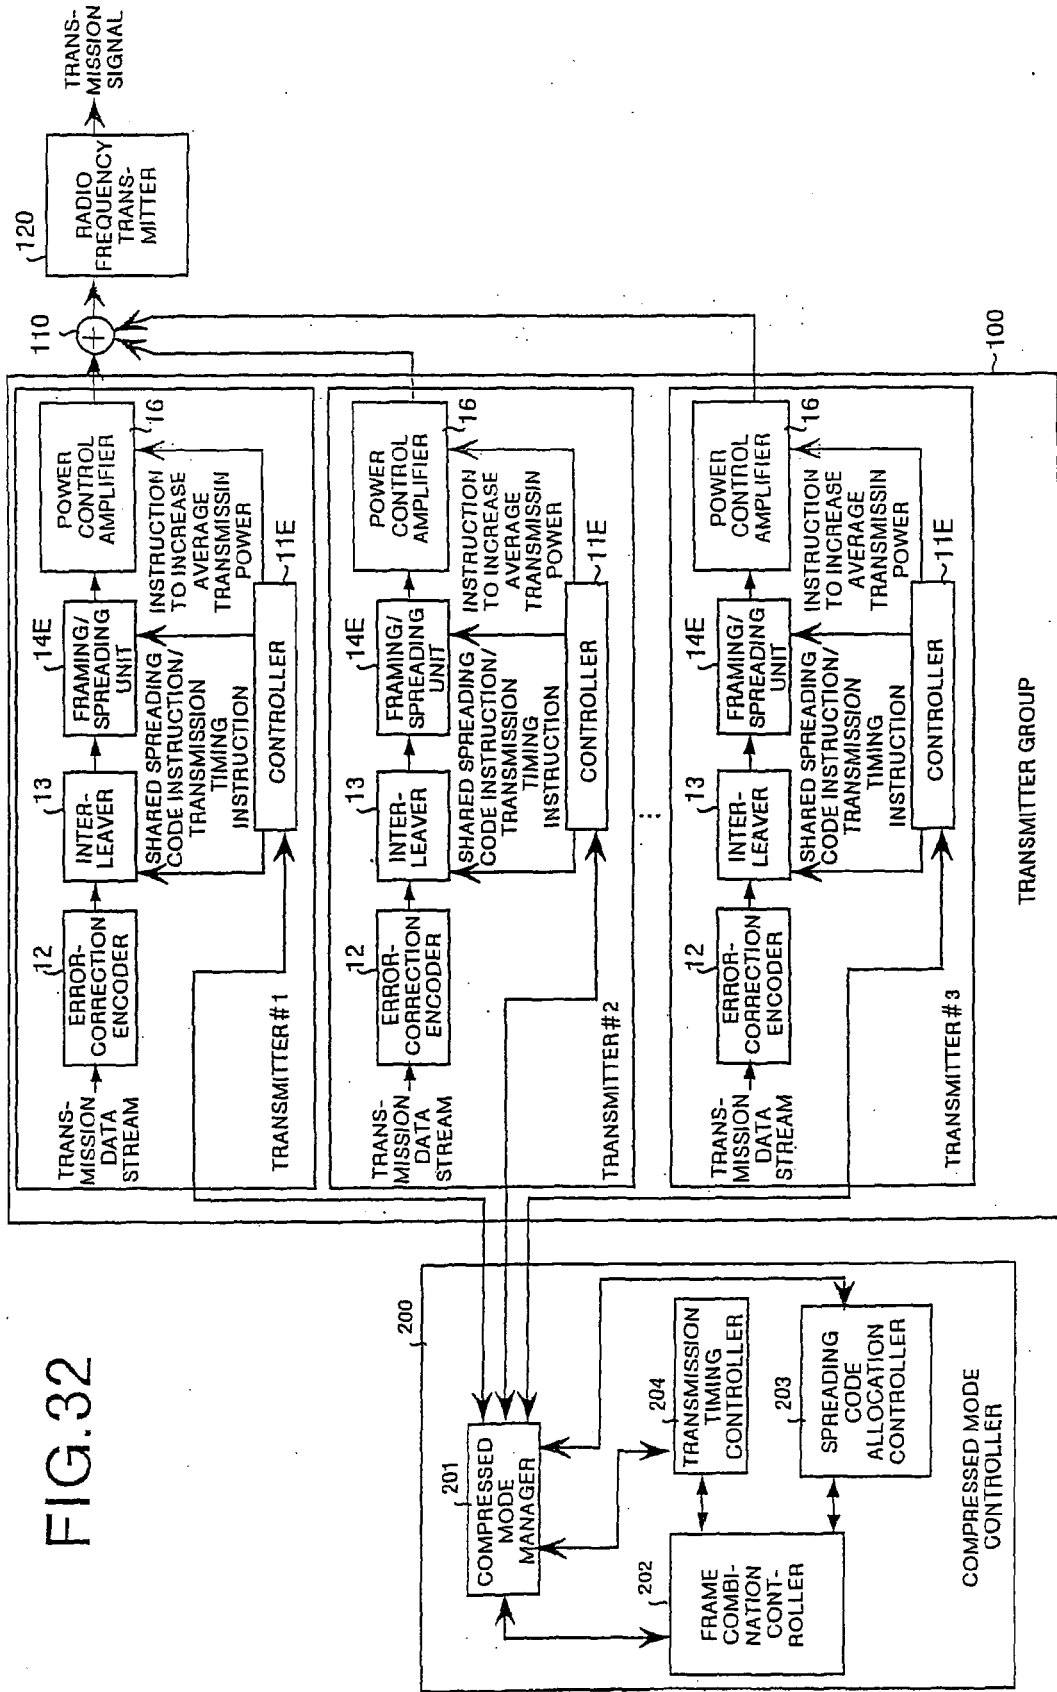 FIG.32
200
201
COMPRESSED
MODE
MANAGER
202
FRAME
COMBI-
NATION
CONT-
ROLLER
204
TRANSMISSION
TIMING
CONTROLLER
203
SPREADING
CODE
ALLOCATION
CONTROLLER
COMPRESSED MODE
CONTROLLER
TRANS-
MISSION
DATA
STREAM
12
ERROR-
CORRECTION
ENCODER
13
INTER-
LEAVER
14E
FRAMING/
SPREADING
UNIT
POWER
CONTROL
AMPLIFIER
16
SHARED SPREADING
/CODE INSTRUCTION/
TRANSMISSION
TIMING
INSTRUCTION
INSTRUCTION
TO INCREASE
AVERAGE
TRANSMISSIN
POWER
CONTROLLER
11E
TRANSMITTER#1
TRANS-
MISSION
DATA
STREAM
12
ERROR-
CORRECTION
ENCODER
13
INTER-
LEAVER
14E
FRAMING/
SPREADING
UNIT
POWER
CONTROL
AMPLIFIER
16
SHARED SPREADING
/CODE INSTRUCTION/
TRANSMISSION
TIMING
INSTRUCTION
INSTRUCTION
TO INCREASE
AVERAGE
TRANSMISSIN
POWER
CONTROLLER
11E
TRANSMITTER#2
...
TRANS-
MISSION
DATA
STREAM
12
ERROR-
CORRECTION
ENCODER
13
INTER-
LEAVER
14E
FRAMING/
SPREADING
UNIT
POWER
CONTROL
AMPLIFIER
16
SHARED SPREADING
/CODE INSTRUCTION/
TRANSMISSION
TIMING
INSTRUCTION
INSTRUCTION
TO INCREASE
AVERAGE
TRANSMISSIN
POWER
CONTROLLER
11E
TRANSMITTER#3
TRANSMITTER GROUP
100
110
+
120
RADIO
FREQUENCY
TRANS-
MITTER
TRANS-
MISSION
SIGNAL